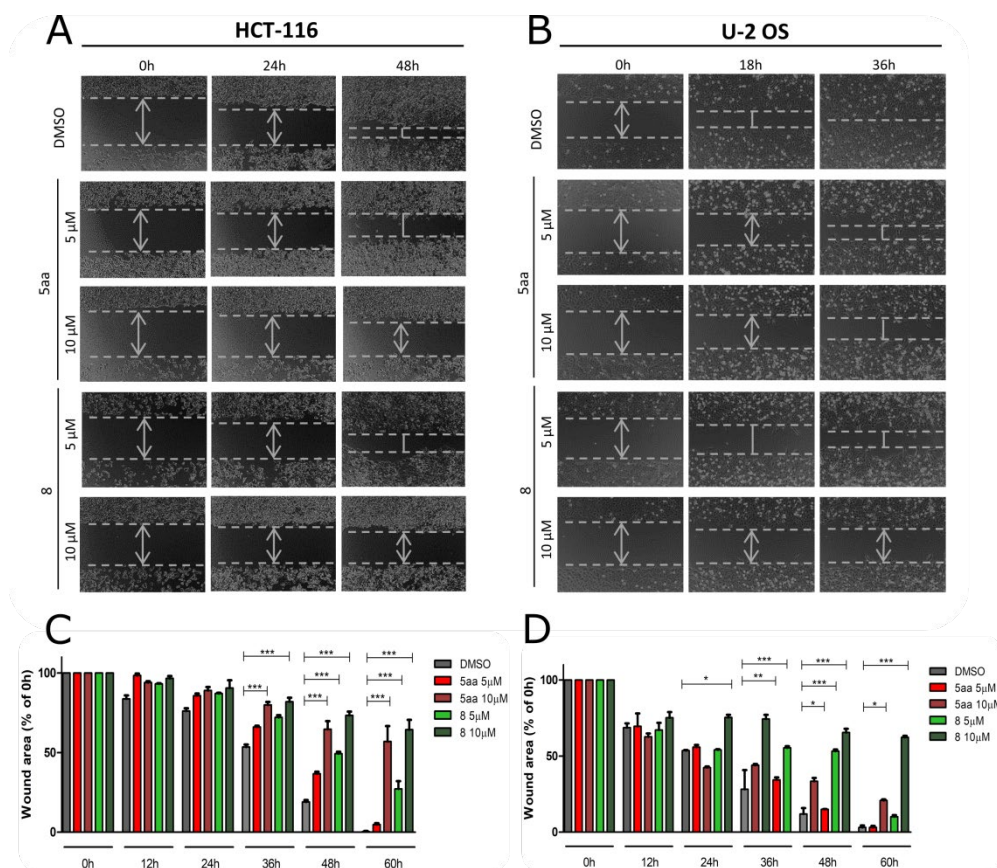 A
HCT-116
0h 24h 48h
DMSO
5aa
5 µM
10 µM
8
5 µM
10 µM
B
U-2 OS
0h 18h 36h
DMSO
5aa
5 µM
10 µM
8
5 µM
10 µM
C
Wound area (% of 0h)
100
50
0
***
***
***
***
***
***
***
***
0h 12h 24h 36h 48h 60h
DMSO
5aa 5µM
5aa 10µM
8 5µM
8 10µM
D
Wound area (% of 0h)
100
50
0
*
***
**
***
***
*
***
*
0h 12h 24h 36h 48h 60h
DMSO
5aa 5µM
5aa 10µM
8 5µM
8 10µM